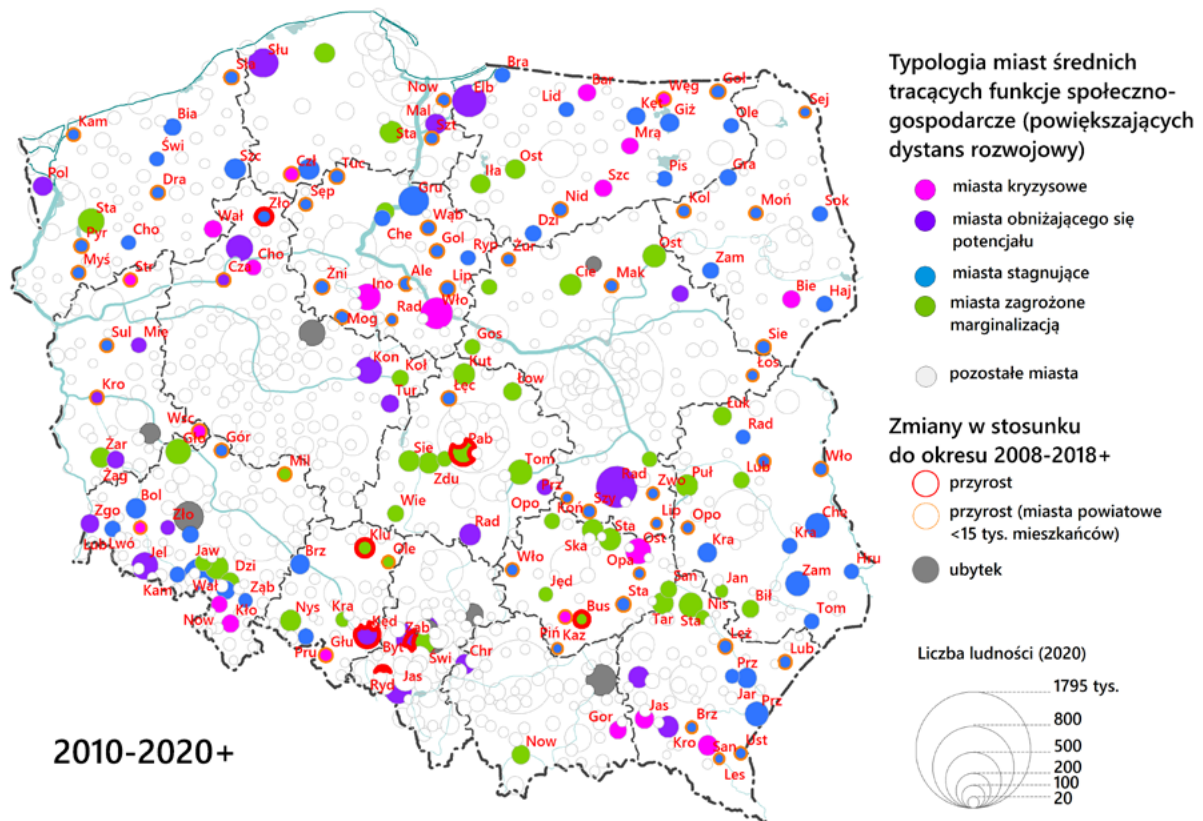 Typologia miast średnich
tracących funkcje społeczno-
gospodarcze (powiększających
dystans rozwojowy)
miasta kryzysowe
miasta obniżającego się
potencjału
miasta stagnujące
miasta zagrożone
marginalizacją
pozostałe miasta
Zmiany w stosunku
do okresu 2008-2018+
przyrost
przyrost (miasta powiatowe
<15 tys. mieszkańców)
ubytek
Liczba ludności (2020)
1795 tys.
800
500
200
100
20
2010-2020+
Słu
Sła
Bra
Now
Elb
Bar
Węg
Goł
Sej
Kam
Bia
Mal
Szt
Lid
Kęt
Giż
Ole
Świ
Sta
Mrą
Pol
Szc
Czł
Tuc
Ost
Iła
Pis
Gra
Dra
Sęp
Gru
Szc
Sta
Wał
Zło
Nid
Kol
Moń
Sok
Pyr
Cho
Che
Wąb
Dzl
Myś
Cho
Gol
Ryp
Żur
Ost
Zam
Str
Cza
Żni
Ino
Ale
Lip
Cie
Mak
Bie
Haj
Rad
Wło
Mog
Sul
Mię
Gos
Sie
Kon
Koł
Kut
Łos
Kro
Tur
Łęc
Łow
Łuk
Wsc
Gło
Gór
Rad
Żar
Żag
Mil
Sie
Zdu
Pab
Tom
Rad
Puł
Lub
Wło
Prz
Zwo
Bol
Wie
Opo
Koń
Szy
Zgo
Zło
Lip
Opo
Che
Lub
Lwó
Rad
Ska
Sta
Ost
Kra
Kra
Jel
Jaw
Dzi
Brz
Klu
Ole
Wło
Opa
Hru
Kam
Wał
Ząb
Jęd
San
Jan
Zam
Now
Kło
Nys
Kra
Bus
Sta
Nis
Bił
Tom
Kęd
Ząb
Kaz
Tar
Sta
Głu
Byt
Piń
Leż
Pru
Świ
Chr
Lub
Ryd
Jas
Prz
Jar
Prz
Jas
Brz
Gor
Kro
San
Ust
Now
Les